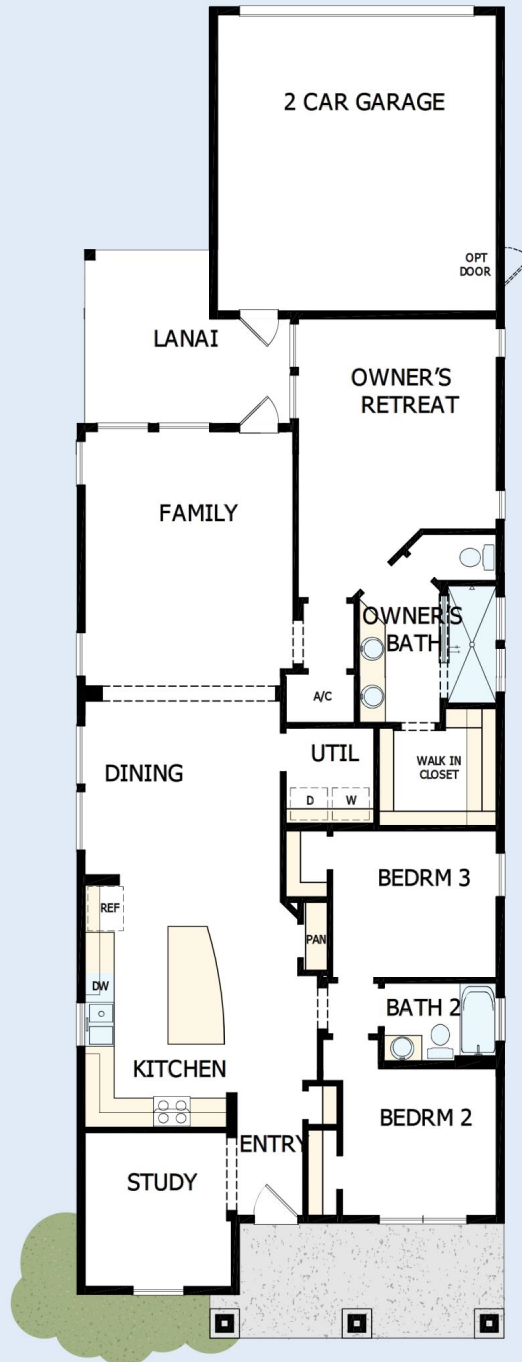 2 CAR GARAGE
OPT
DOOR
LANAI
OWNER'S
RETREAT
FAMILY
OWNER'S
BATH
A/C
UTIL
D
W
WALK IN
CLOSET
DINING
BEDRM 3
REF
PAN
DW
BATH 2
KITCHEN
BEDRM 2
ENTRY
STUDY